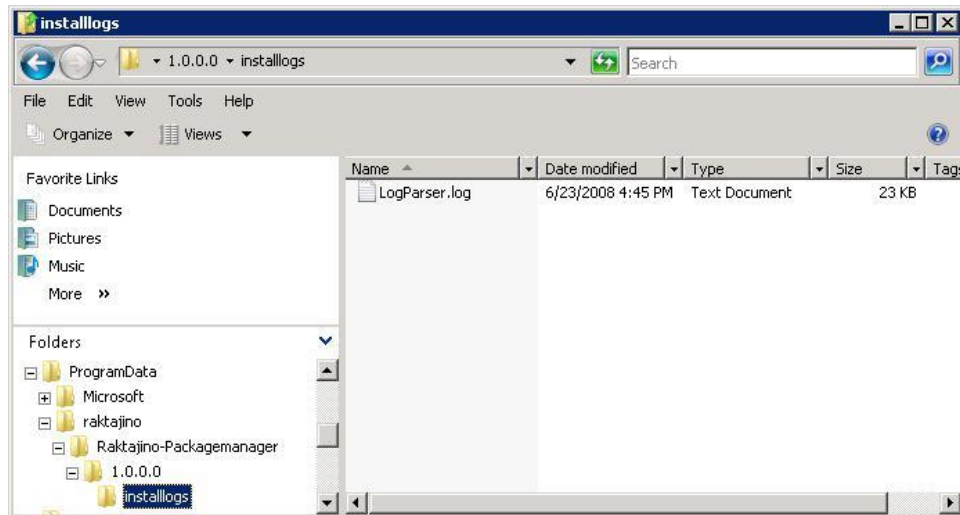 installlogs
1.0.0.0 installlogs Search
File Edit View Tools Help
Organize Views
Favorite Links
Documents
Pictures
Music
More
Folders
ProgramData
Microsoft
raktajino
Raktajino-Packagemanager
1.0.0.0
installlogs
Name Date modified Type Size Tags
LogParser.log 6/23/2008 4:45 PM Text Document 23 KB